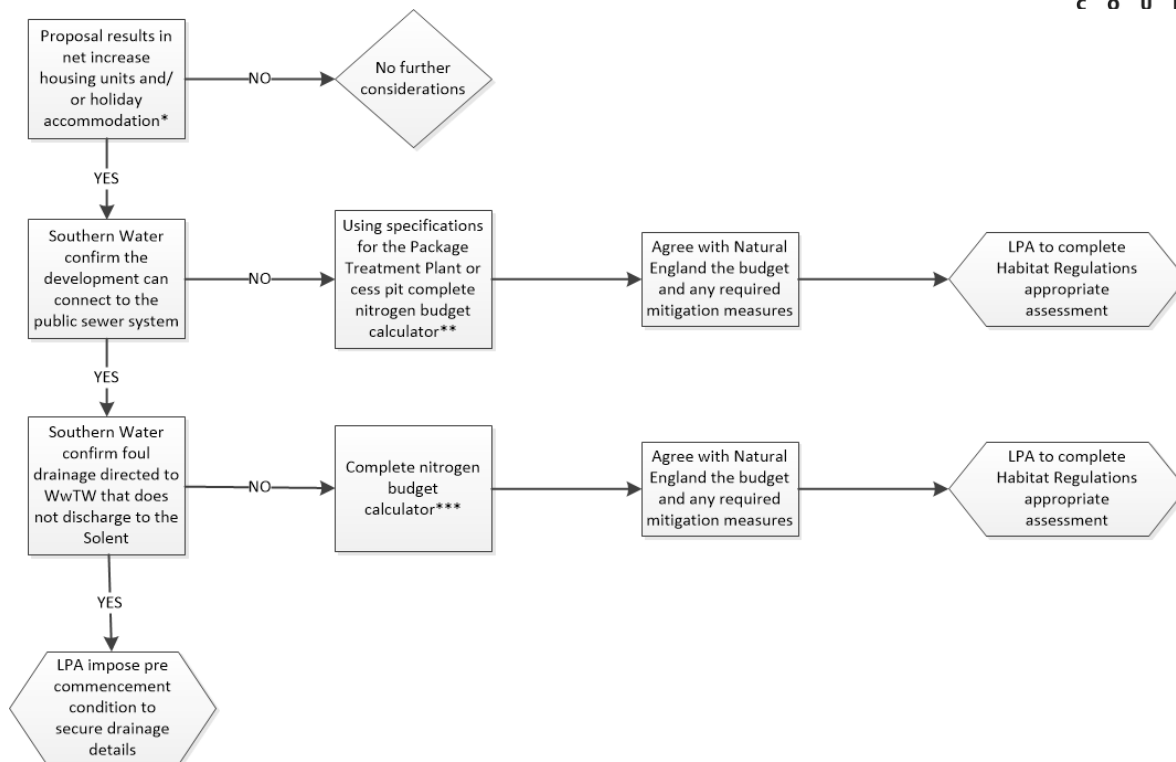 c o u
Proposal results in
net increase
housing units and/
or holiday
accommodation*
NO
No further
considerations
YES
Southern Water
confirm the
development can
connect to the
public sewer system
NO
Using specifications
for the Package
Treatment Plant or
cess pit complete
nitrogen budget
calculator**
Agree with Natural
England the budget
and any required
mitigation measures
LPA to complete
Habitat Regulations
appropriate
assessment
YES
Southern Water
confirm foul
drainage directed to
WwTW that does
not discharge to the
Solent
NO
Complete nitrogen
budget
calculator***
Agree with Natural
England the budget
and any required
mitigation measures
LPA to complete
Habitat Regulations
appropriate
assessment
YES
LPA impose pre
commencement
condition to
secure drainage
details